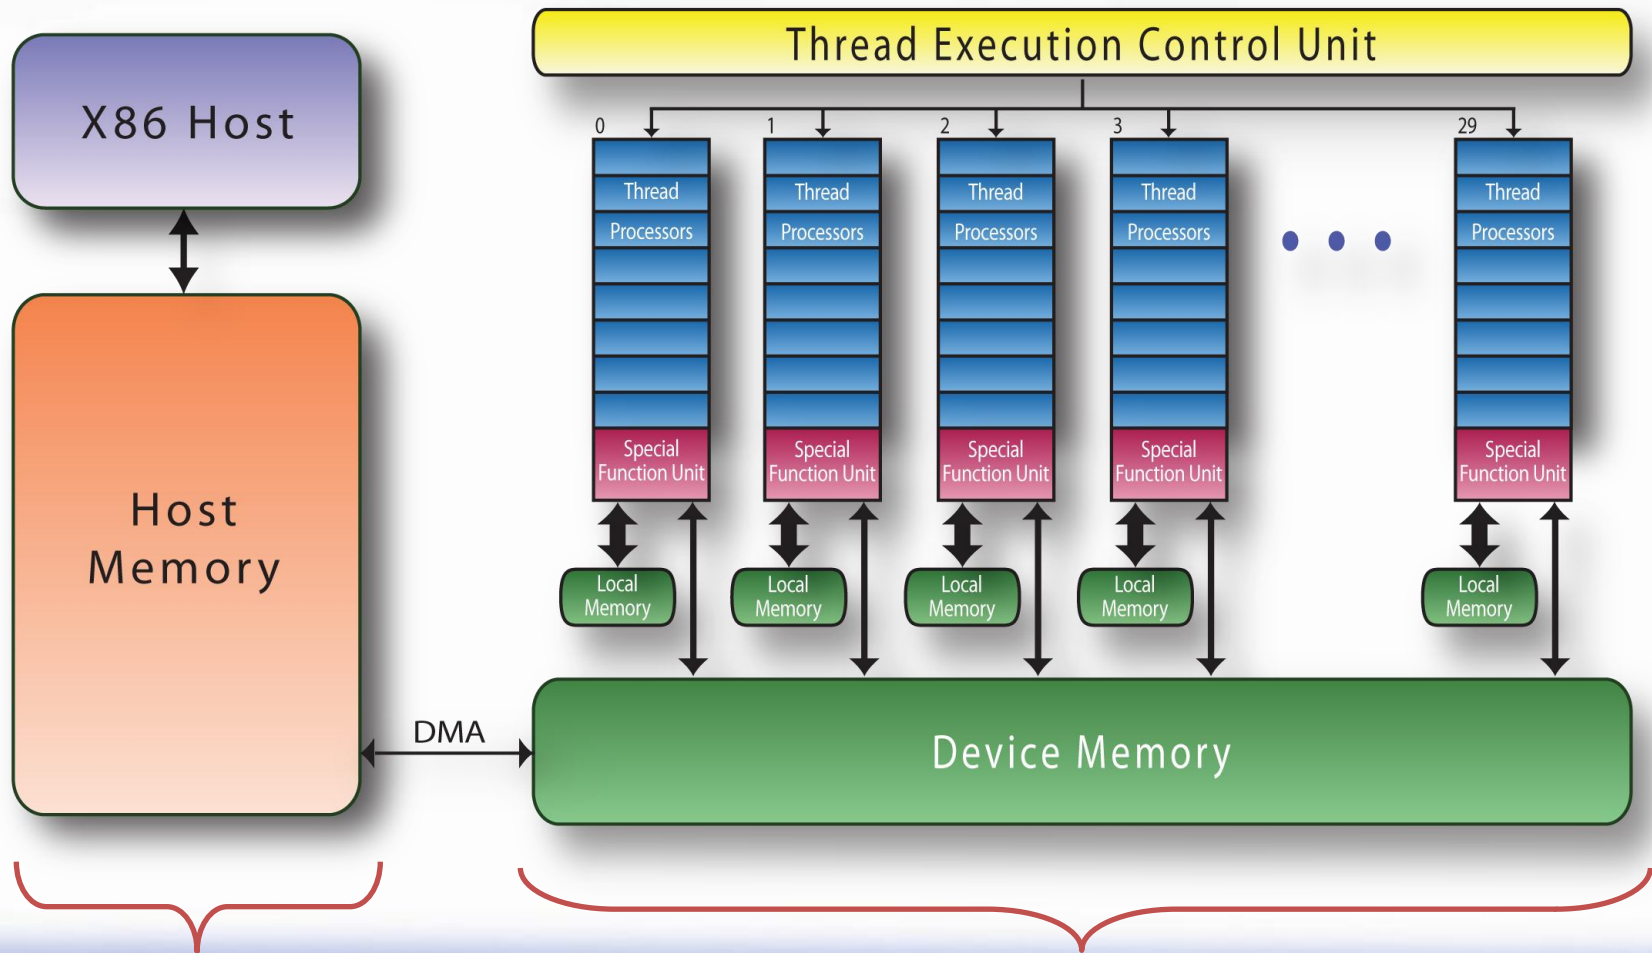 Thread Execution Control Unit
X86 Host
0
1
2
3
29
Thread
Processors
Thread
Processors
Thread
Processors
Thread
Processors
Thread
Processors
Special
Function Unit
Special
Function Unit
Special
Function Unit
Special
Function Unit
Special
Function Unit
Host
Memory
Local
Memory
Local
Memory
Local
Memory
Local
Memory
Local
Memory
DMA
Device Memory